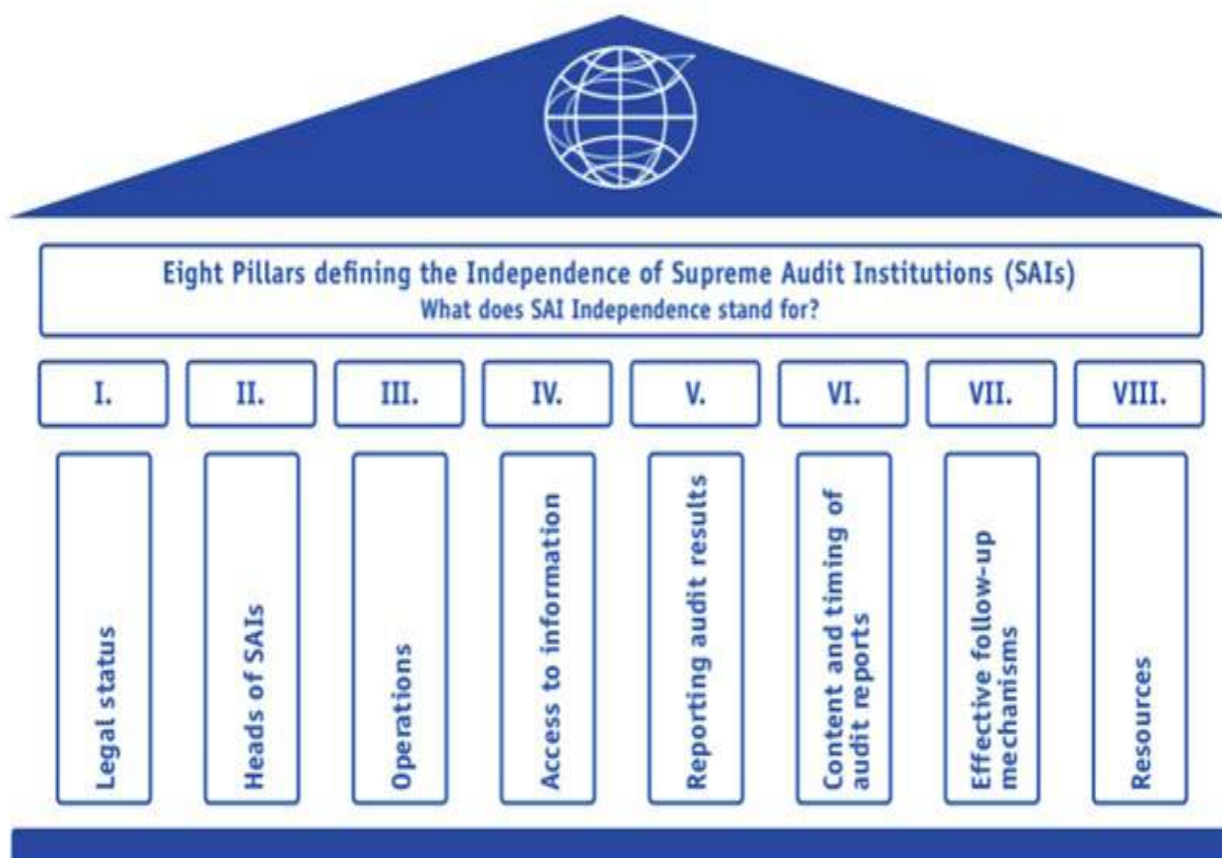 Eight Pillars defining the Independence of Supreme Audit Institutions (SAIs)
What does SAI Independence stand for?
I.
II.
III.
IV.
V.
VI.
VII.
VIII.
Legal status
Heads of SAIs
Operations
Access to information
Reporting audit results
Content and timing of
audit reports
Effective follow-up
mechanisms
Resources